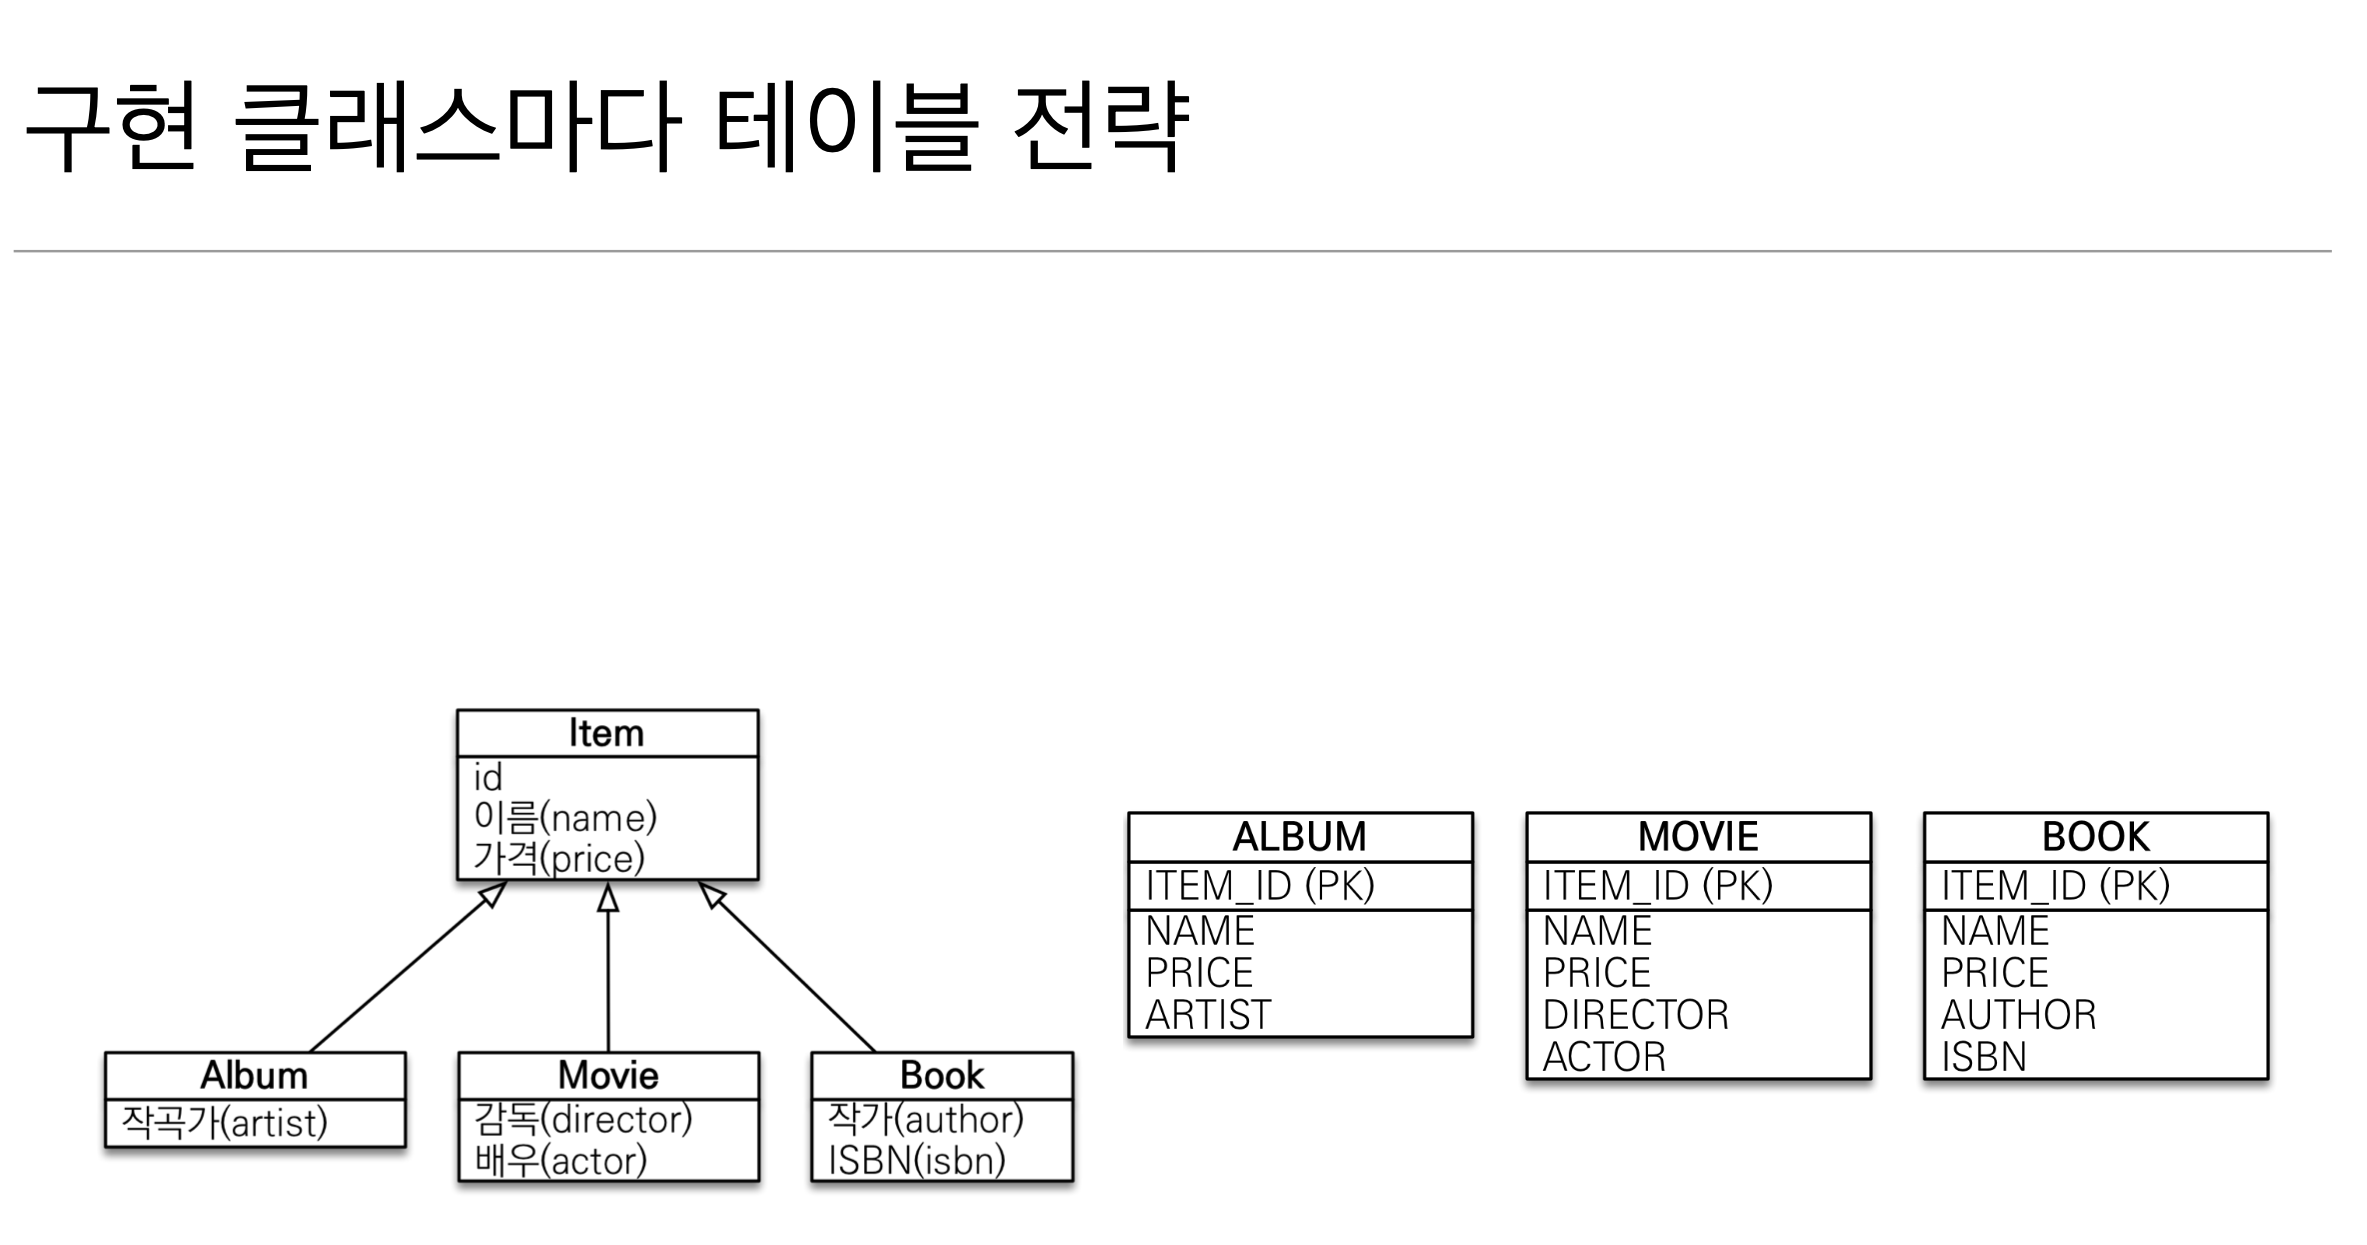 구현 클래스마다 테이블 전략
Item
id
이름(name)
가격(price)
Album
작곡가(artist)
Movie
감독(director)
배우(actor)
Book
작가(author)
ISBN(isbn)
ALBUM
ITEM_ID (PK)
NAME
PRICE
ARTIST
MOVIE
ITEM_ID (PK)
NAME
PRICE
DIRECTOR
ACTOR
BOOK
ITEM_ID (PK)
NAME
PRICE
AUTHOR
ISBN